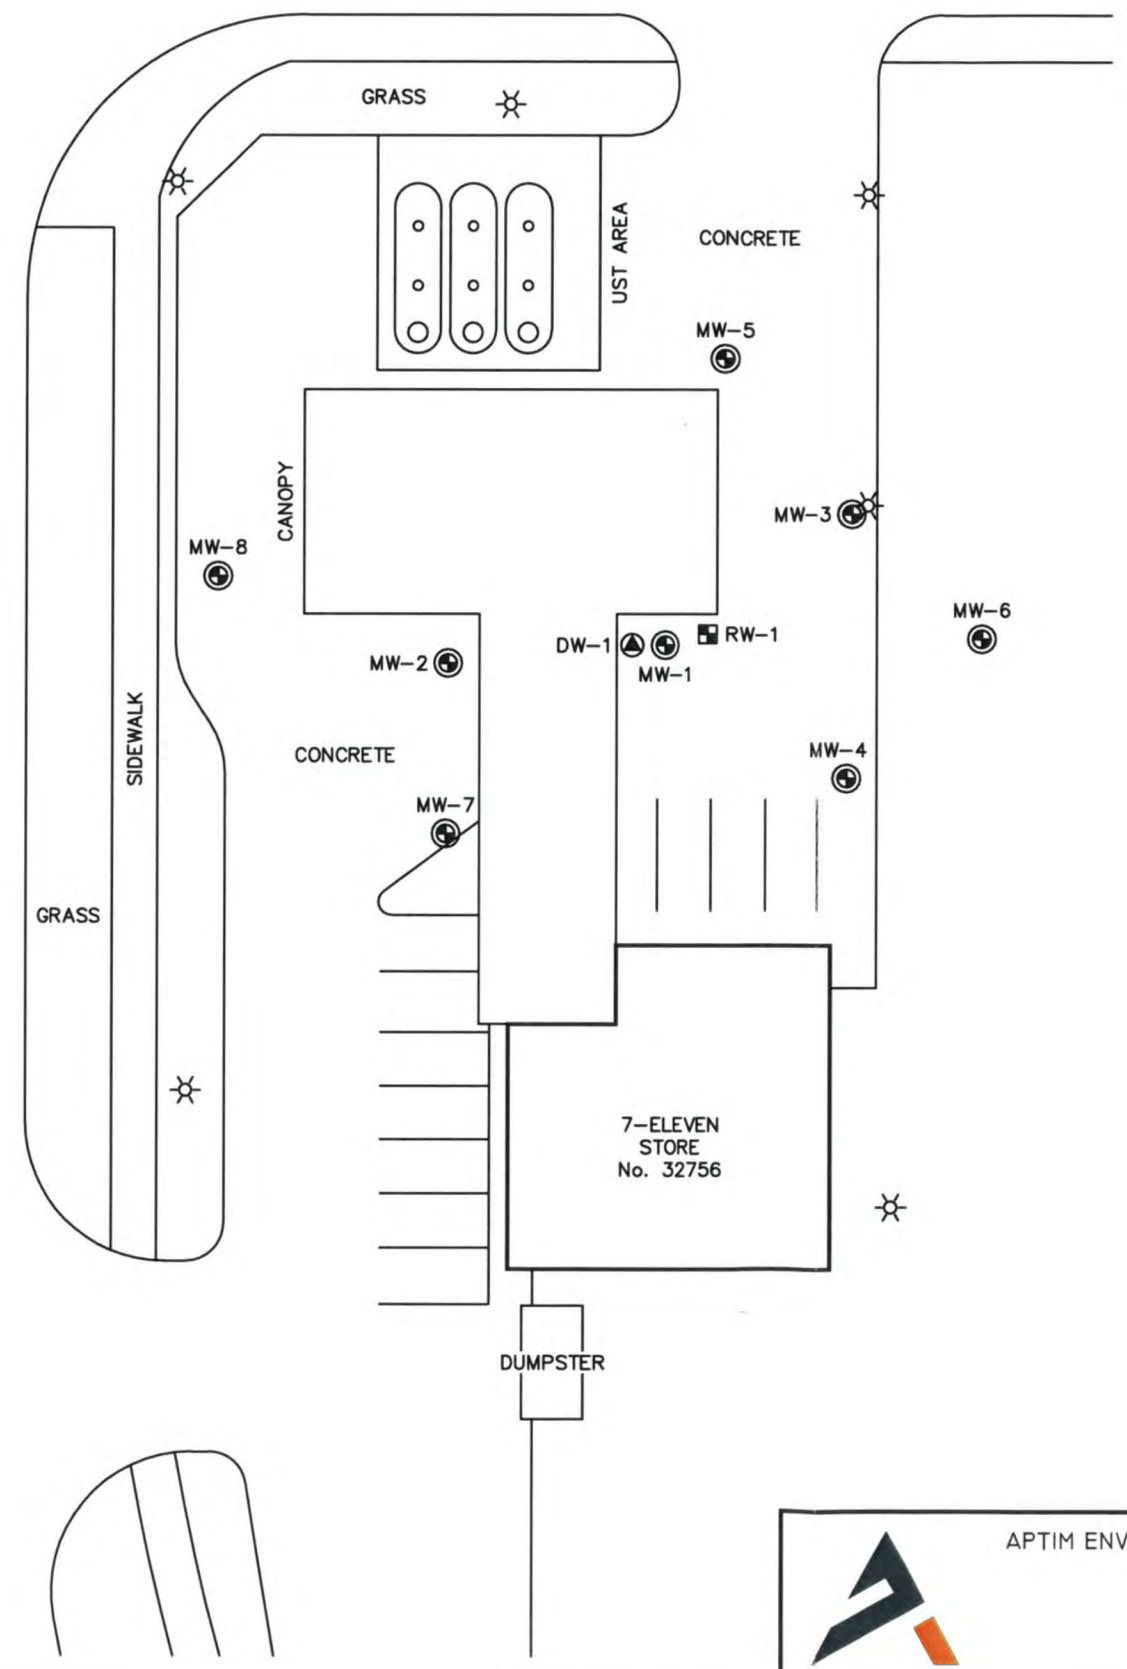 GRASS
UST AREA
CONCRETE
MW-5
CANOPY
MW-3
MW-8
MW-6
DW-1
RW-1
MW-1
MW-2
SIDEWALK
CONCRETE
MW-4
MW-7
GRASS
7-ELEVEN
STORE
No. 32756
DUMPSTER
APTIM ENV